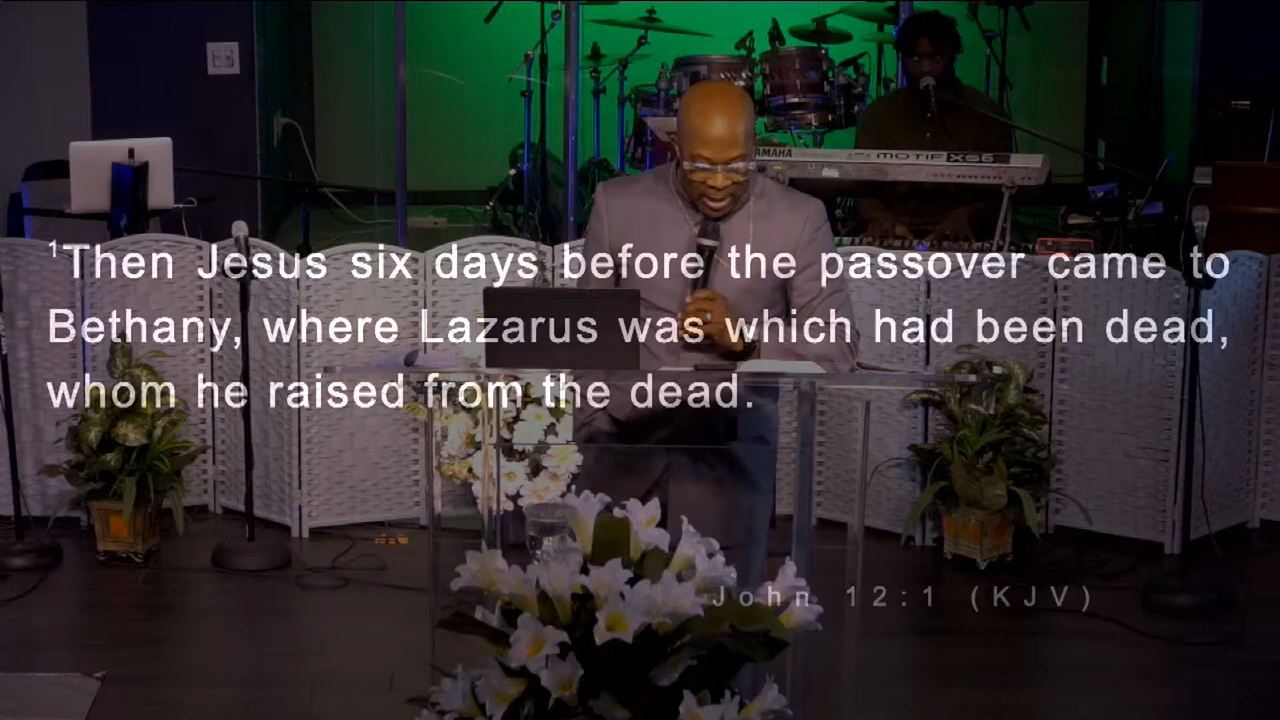 YAMAHA MOTIF XS6
¹Then Jesus six days before the passover came to
Bethany, where Lazarus was which had been dead,
whom he raised from the dead.
John 12:1 (KJV)